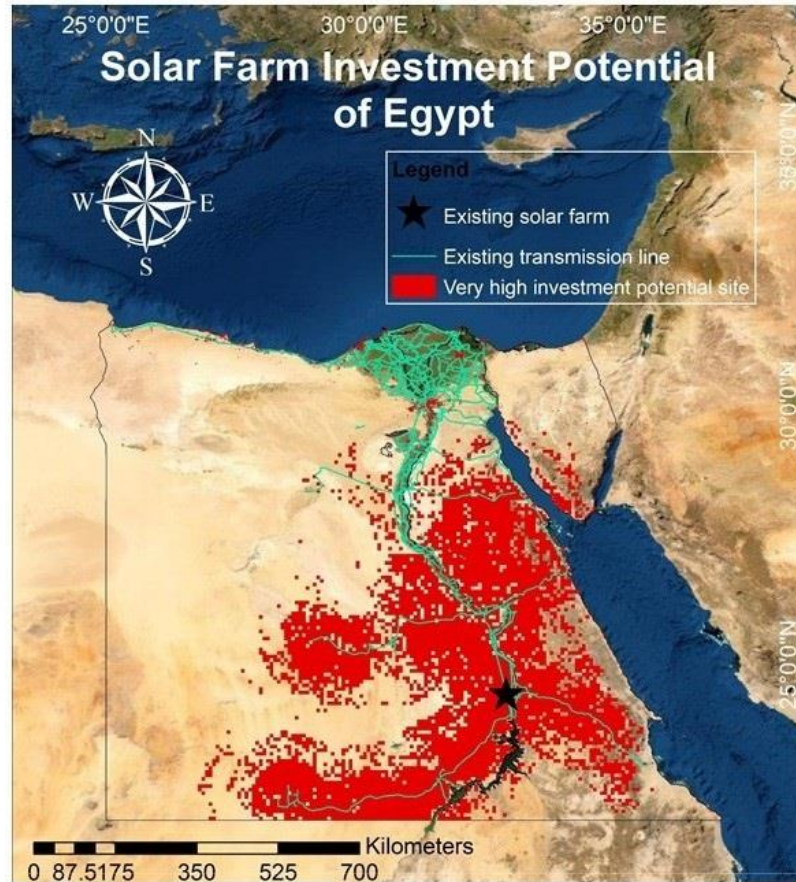 25°0'0"E 30°0'0"E 35°0'0"E
Solar Farm Investment Potential
of Egypt
N
W E
S
Legend
Existing solar farm
Existing transmission line
Very high investment potential site
35°0'0"N
30°0'0"N
25°0'0"N
Kilometers
0 87.5175 350 525 700